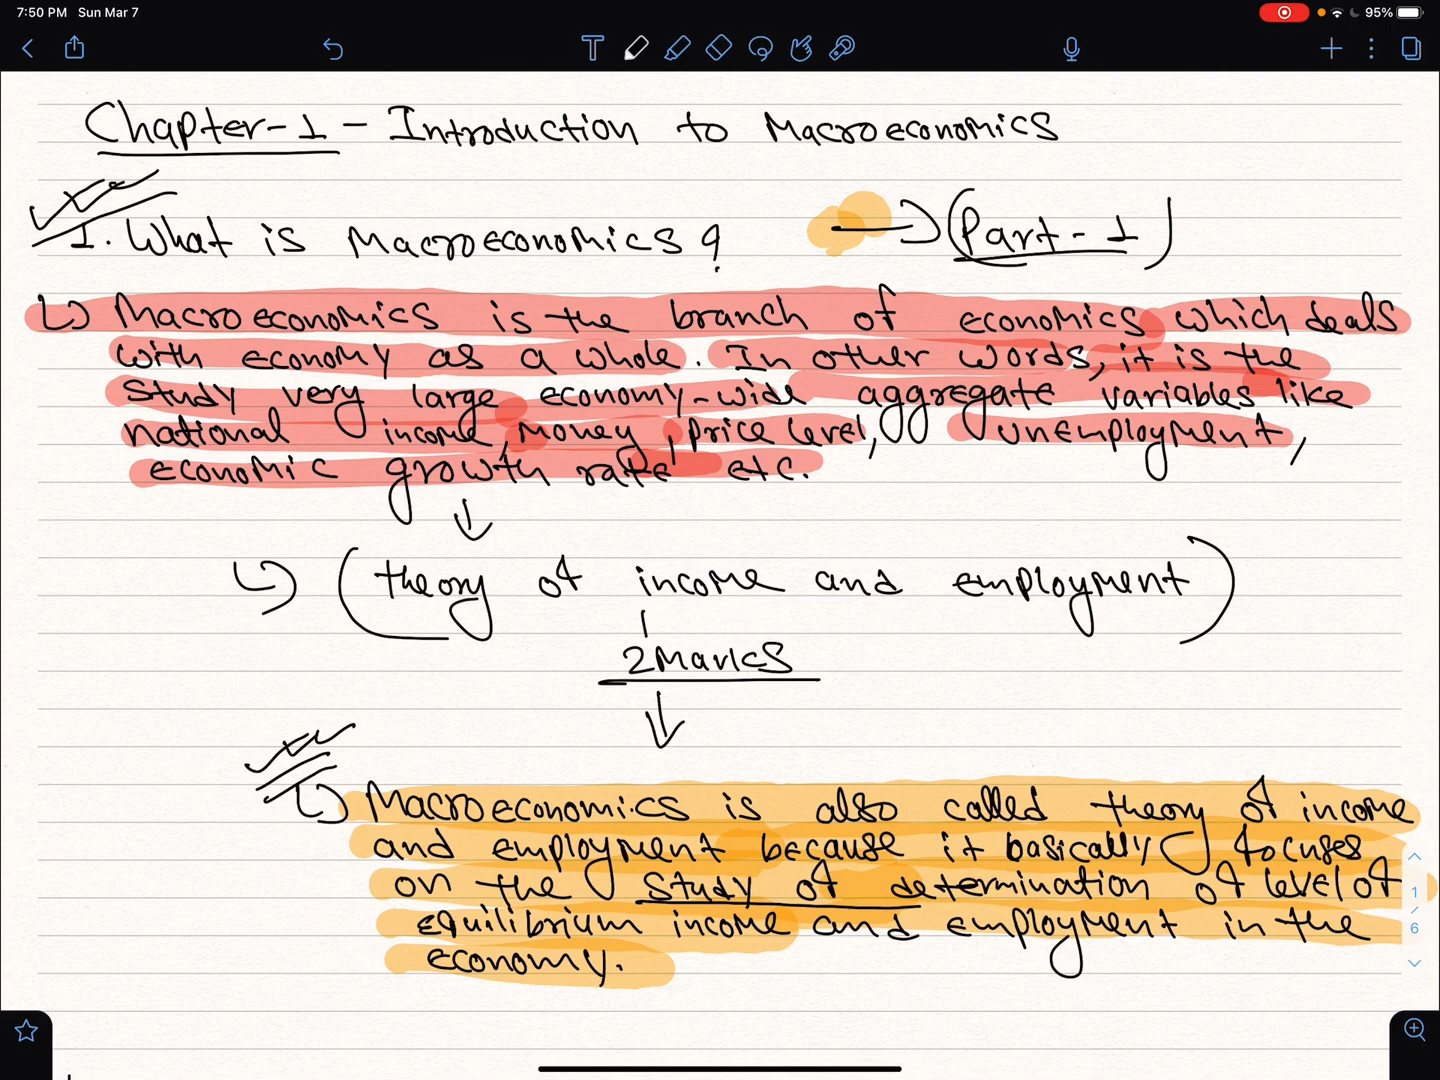 7:50 PM Sun Mar 7
95%
Chapter-1 - Introduction to Macroeconomics
1. What is Macroeconomics? → (Part-1)
Macroeconomics is the branch of economics which deals
with economy as a whole. In other words, it is the
study very large economy-wide aggregate variables like
national income, money, price level, unemployment,
economic growth rate etc.
(theory of income and employment)
2 Marks
Macroeconomics is also called theory of income
and employment because it basically focuses
on the study of determination of level of
equilibrium income and employment in the
economy.
1
/
6